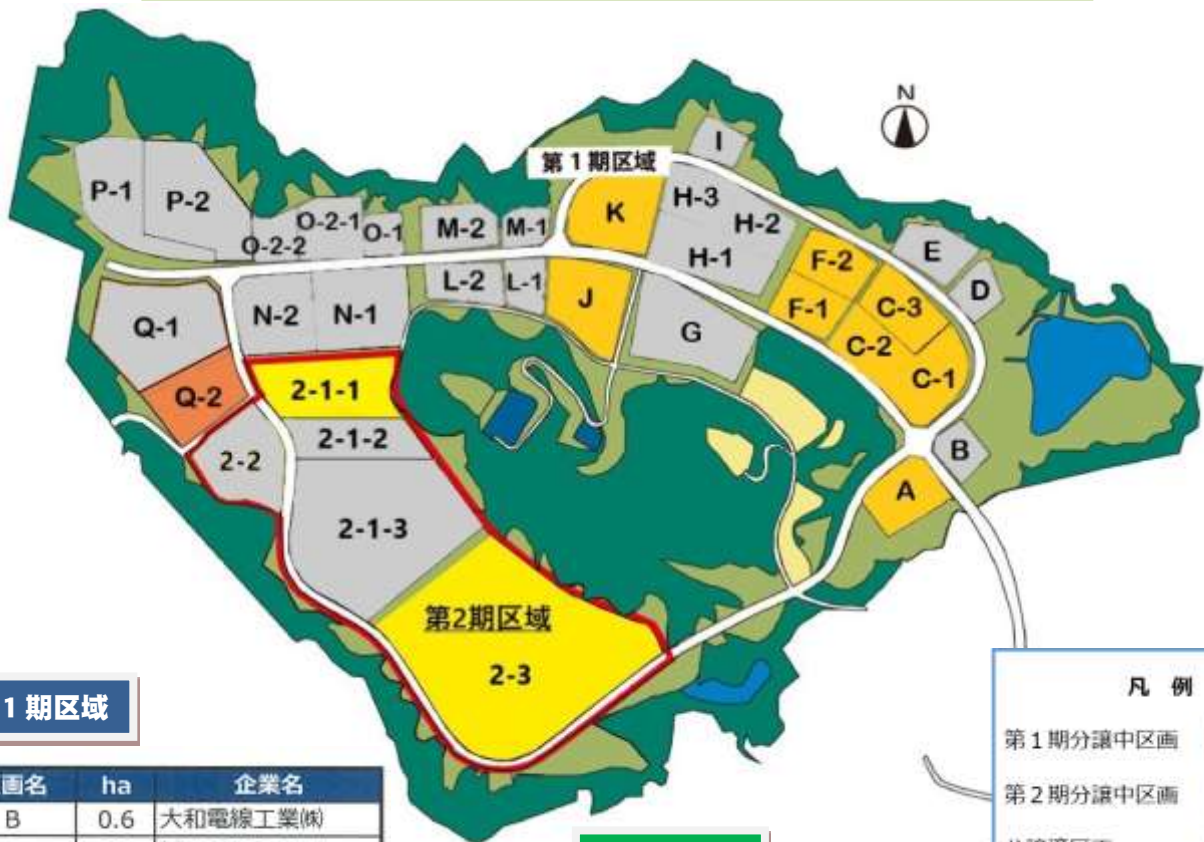 N
第1期区域
I
P-1
P-2
O-2-2
O-2-1
O-1
M-2
M-1
K
H-3
H-2
H-1
F-2
E
D
Q-1
N-2
N-1
L-2
L-1
J
G
F-1
C-3
C-2
C-1
Q-2
2-1-1
2-1-2
2-2
B
A
2-1-3
第2期区域
2-3
1期区域
画名 ha 企業名
B 0.6 大和電線工業㈱
凡 例
第1期分譲中区画
第2期分譲中区画